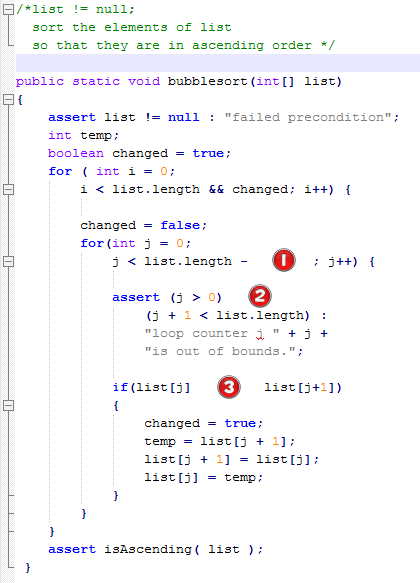 /*list != null;
sort the elements of list
so that they are in ascending order */
public static void bubblesort(int[] list)
{
assert list != null : "failed precondition";
int temp;
boolean changed = true;
for ( int i = 0;
i < list.length && changed; i++) {
changed = false;
for(int j = 0;
j < list.length - 1 ; j++) {
assert (j > 0) 2
(j + 1 < list.length) :
"loop counter j " + j +
"is out of bounds.";
if(list[j] 3 list[j+1])
{
changed = true;
temp = list[j + 1];
list[j + 1] = list[j];
list[j] = temp;
}
}
}
assert isAscending( list );
}